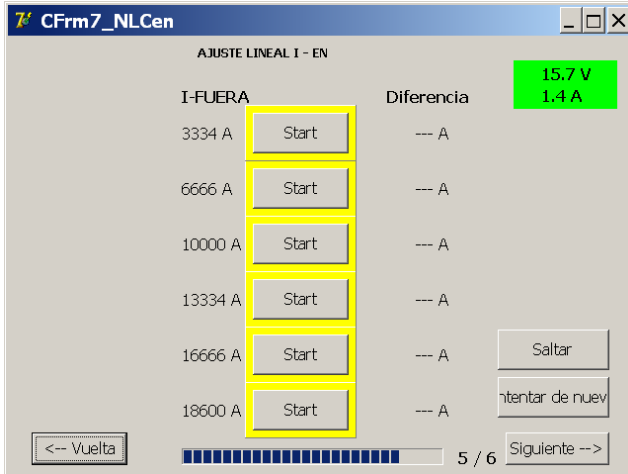 CFrm7_NLCen
AJUSTE LINEAL I - EN
15.7 V
1.4 A
I-FUERA Diferencia
3334 A Start --- A
6666 A Start --- A
10000 A Start --- A
13334 A Start --- A
16666 A Start --- A
18600 A Start --- A
Saltar
ntentar de nuev
<-- Vuelta 5 / 6 Siguiente -->